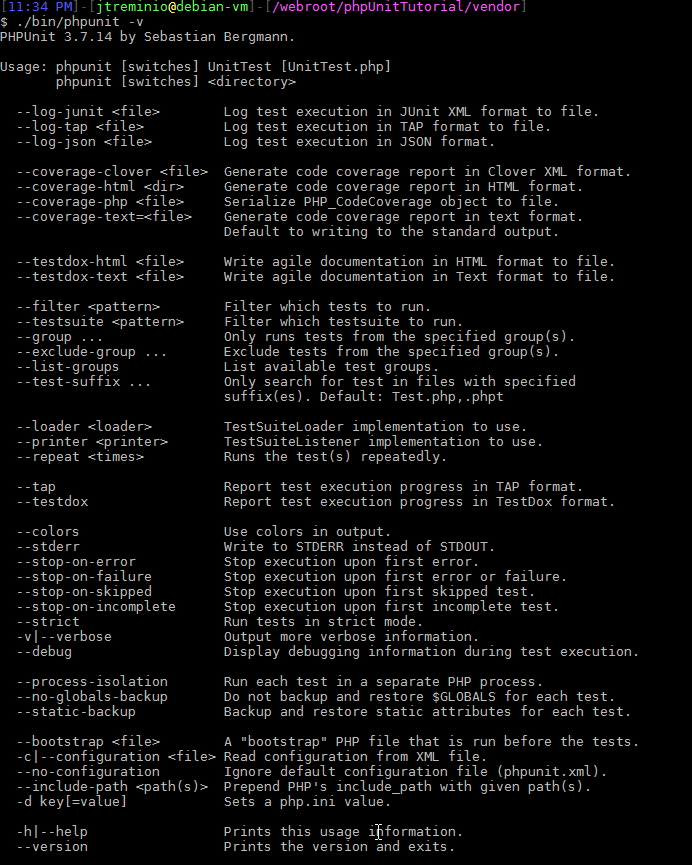 [11:34 PM]-[jtreminio@debian-vm]-[/webroot/phpUnitTutorial/vendor]
$ ./bin/phpunit -v
PHPUnit 3.7.14 by Sebastian Bergmann.
Usage: phpunit [switches] UnitTest [UnitTest.php]
phpunit [switches] <directory>
--log-junit <file> Log test execution in JUnit XML format to file.
--log-tap <file> Log test execution in TAP format to file.
--log-json <file> Log test execution in JSON format.
--coverage-clover <file> Generate code coverage report in Clover XML format.
--coverage-html <dir> Generate code coverage report in HTML format.
--coverage-php <file> Serialize PHP_CodeCoverage object to file.
--coverage-text=<file> Generate code coverage report in text format.
Default to writing to the standard output.
--testdox-html <file> Write agile documentation in HTML format to file.
--testdox-text <file> Write agile documentation in Text format to file.
--filter <pattern> Filter which tests to run.
--testsuite <pattern> Filter which testsuite to run.
--group ... Only runs tests from the specified group(s).
--exclude-group ... Exclude tests from the specified group(s).
--list-groups List available test groups.
--test-suffix ... Only search for test in files with specified
suffix(es). Default: Test.php,.phpt
--loader <loader> TestSuiteLoader implementation to use.
--printer <printer> TestSuiteListener implementation to use.
--repeat <times> Runs the test(s) repeatedly.
--tap Report test execution progress in TAP format.
--testdox Report test execution progress in TestDox format.
--colors Use colors in output.
--stderr Write to STDERR instead of STDOUT.
--stop-on-error Stop execution upon first error.
--stop-on-failure Stop execution upon first error or failure.
--stop-on-skipped Stop execution upon first skipped test.
--stop-on-incomplete Stop execution upon first incomplete test.
--strict Run tests in strict mode.
-v|--verbose Output more verbose information.
--debug Display debugging information during test execution.
--process-isolation Run each test in a separate PHP process.
--no-globals-backup Do not backup and restore $GLOBALS for each test.
--static-backup Backup and restore static attributes for each test.
--bootstrap <file> A "bootstrap" PHP file that is run before the tests.
-c|--configuration <file> Read configuration from XML file.
--no-configuration Ignore default configuration file (phpunit.xml).
--include-path <path(s)> Prepend PHP's include_path with given path(s).
-d key[=value] Sets a php.ini value.
-h|--help Prints this usage information.
--version Prints the version and exits.